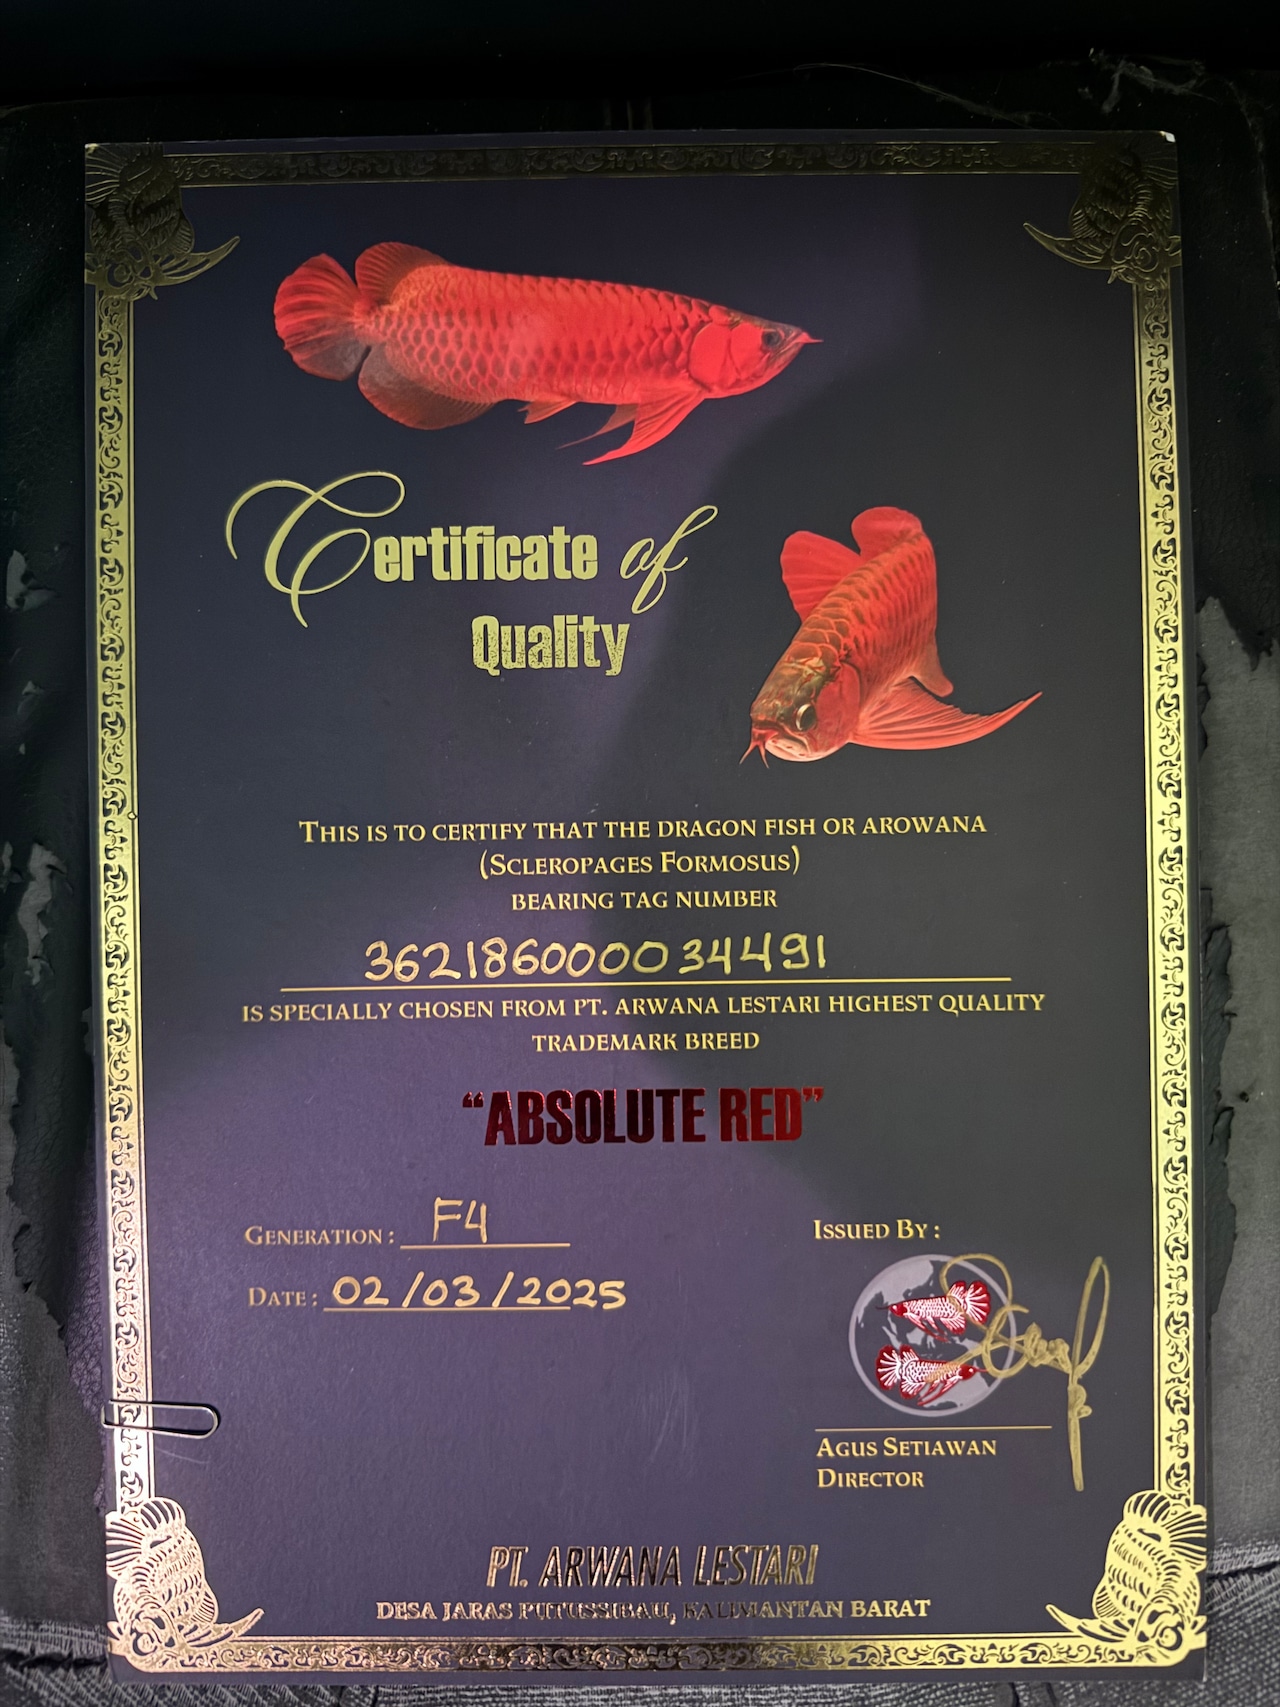 Certificate of
Quality
THIS IS TO CERTIFY THAT THE DRAGON FISH OR AROWANA
(SCLEROPAGES FORMOSUS)
BEARING TAG NUMBER
362186000034491
IS SPECIALLY CHOSEN FROM PT. ARWANA LESTARI HIGHEST QUALITY
TRADEMARK BREED
"ABSOLUTE RED"
GENERATION : F4
DATE : 02/03/2025
ISSUED BY :
AGUS SETIAWAN
DIRECTOR
PT. ARWANA LESTARI
DESA JARAS PUTUSSIBAU, KALIMANTAN BARAT